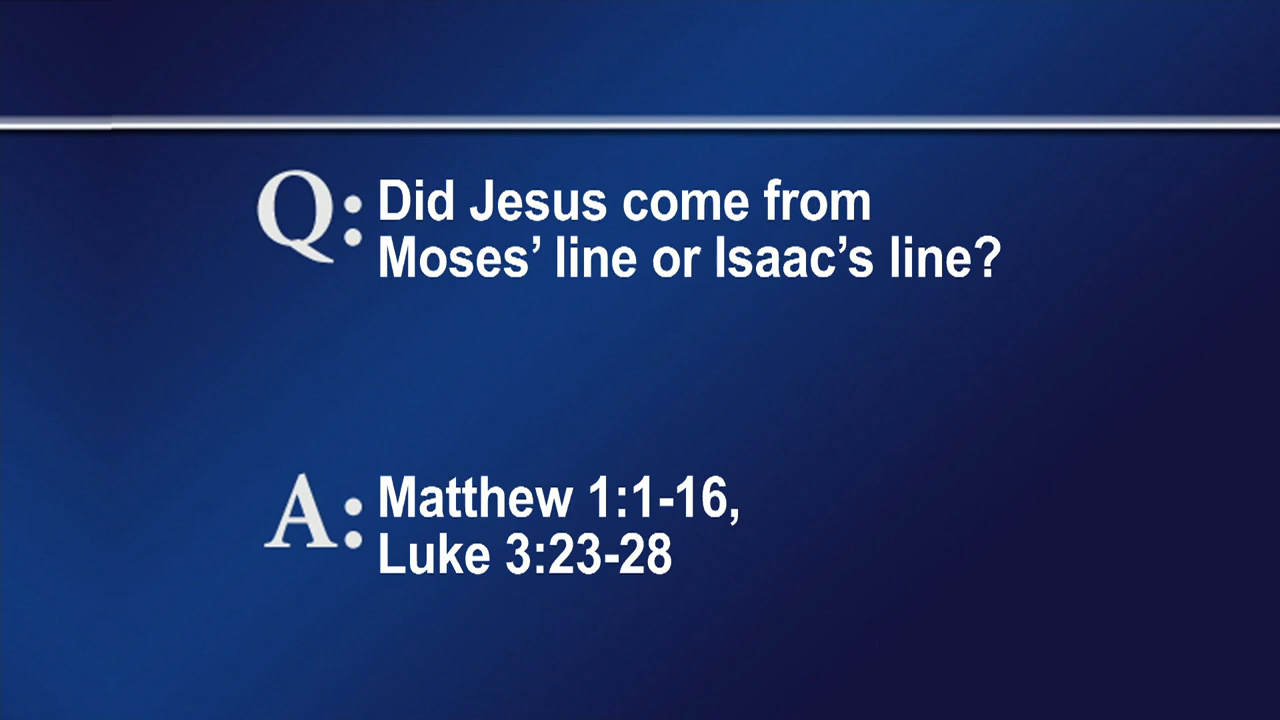 Q: Did Jesus come from
Moses’ line or Isaac’s line?
A: Matthew 1:1-16,
Luke 3:23-28